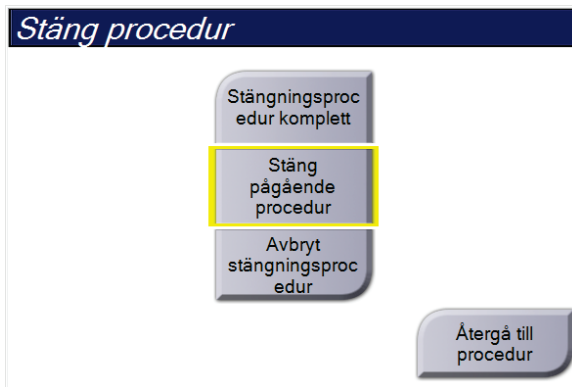 Stäng procedur
Stängningsproc
edur komplett
Stäng
pågående
procedur
Avbryt
stängningsproc
edur
Återgå till
procedur